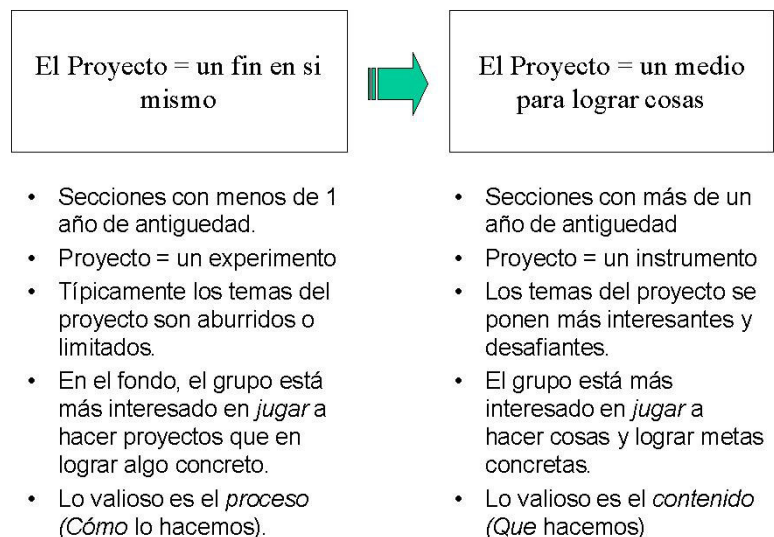 El Proyecto = un fin en si
mismo
El Proyecto = un medio
para lograr cosas
• Secciones con menos de 1
año de antiguedad.
• Proyecto = un experimento
• Típicamente los temas del
proyecto son aburridos o
limitados.
• En el fondo, el grupo está
más interesado en jugar a
hacer proyectos que en
lograr algo concreto.
• Lo valioso es el proceso
(Cómo lo hacemos).
• Secciones con más de un
año de antiguedad
• Proyecto = un instrumento
• Los temas del proyecto se
ponen más interesantes y
desafiantes.
• El grupo está más
interesado en jugar a
hacer cosas y lograr metas
concretas.
• Lo valioso es el contenido
(Que hacemos)